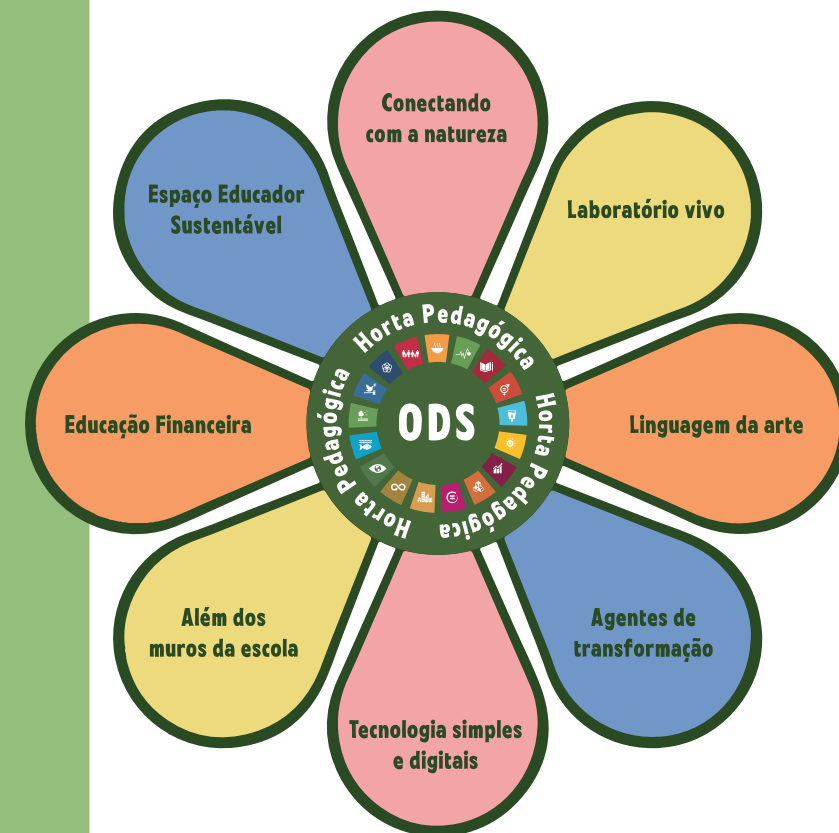 Conectando
com a natureza
Espaço Educador
Sustentável
Laboratório vivo
Horta Pedagógica
Horta Pedagógica
Horta Pedagógica
Horta Pedagógica
Educação Financeira
ODS
Linguagem da arte
Além dos
muros da escola
Agentes de
transformação
Tecnologia simples
e digitais